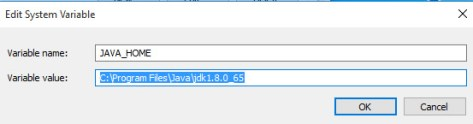 Edit System Variable
Variable name: JAVA_HOME
Variable value: C:\Program Files\Java\jdk1.8.0_65
OK Cancel